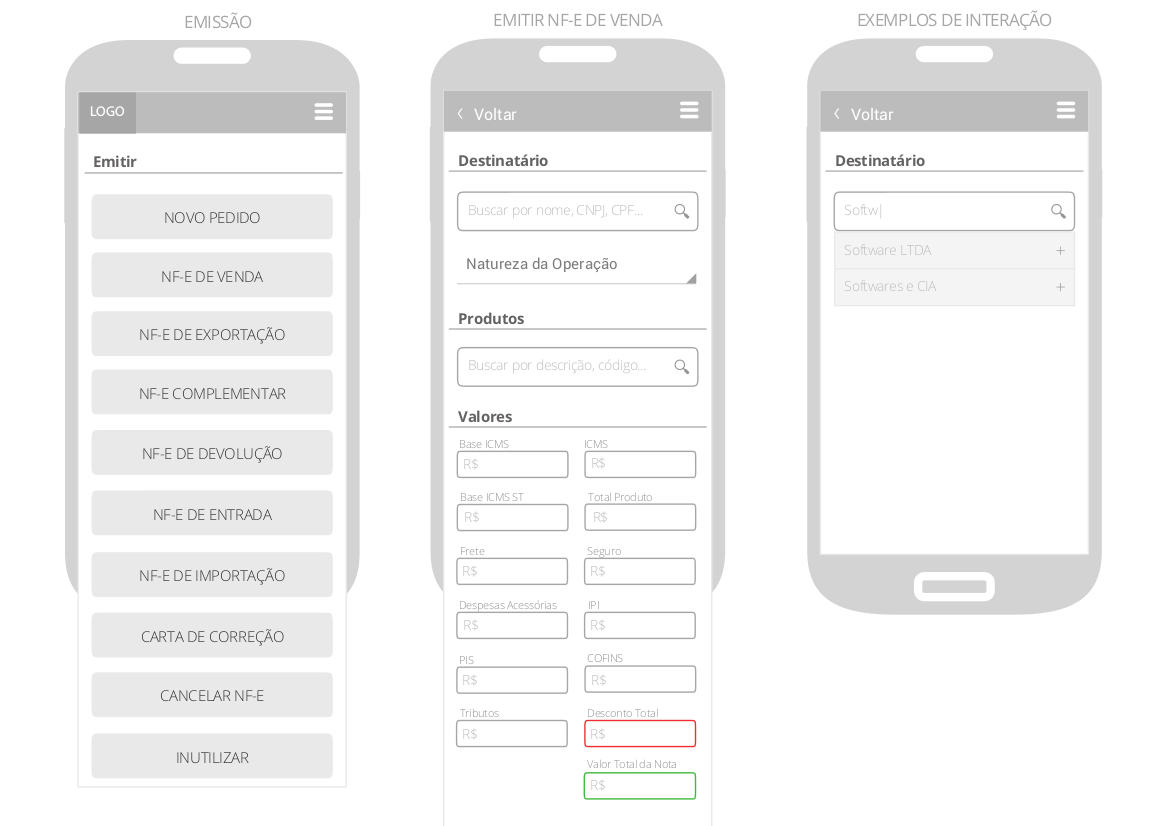 EMISSÃO
LOGO
Emitir
NOVO PEDIDO
NF-E DE VENDA
NF-E DE EXPORTAÇÃO
NF-E COMPLEMENTAR
NF-E DE DEVOLUÇÃO
NF-E DE ENTRADA
NF-E DE IMPORTAÇÃO
CARTA DE CORREÇÃO
CANCELAR NF-E
INUTILIZAR
EMITIR NF-E DE VENDA
Voltar
Destinatário
Buscar por nome, CNPJ, CPF...
Natureza da Operação
Produtos
Buscar por descrição, código...
Valores
Base ICMS ICMS
R$ R$
Base ICMS ST Total Produto
R$ R$
Frete Seguro
R$ R$
Despesas Acessórias IPI
R$ R$
PIS COFINS
R$ R$
Tributos Desconto Total
R$ R$
Valor Total da Nota
R$
EXEMPLOS DE INTERAÇÃO
Voltar
Destinatário
Softw|
Software LTDA +
Softwares e CIA +